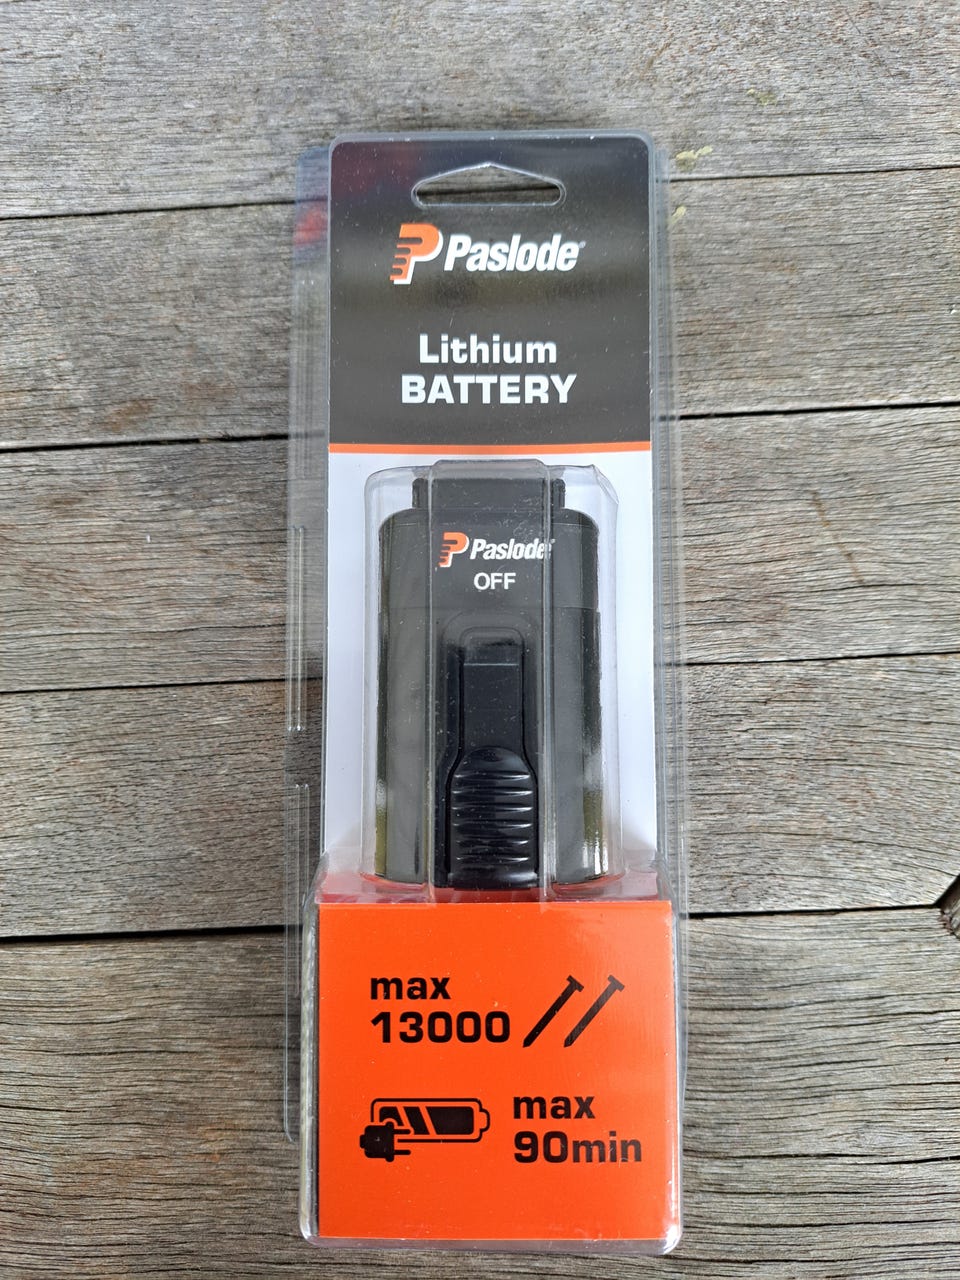 Paslode
Lithium
BATTERY
Paslode
OFF
max
13000
max
90min